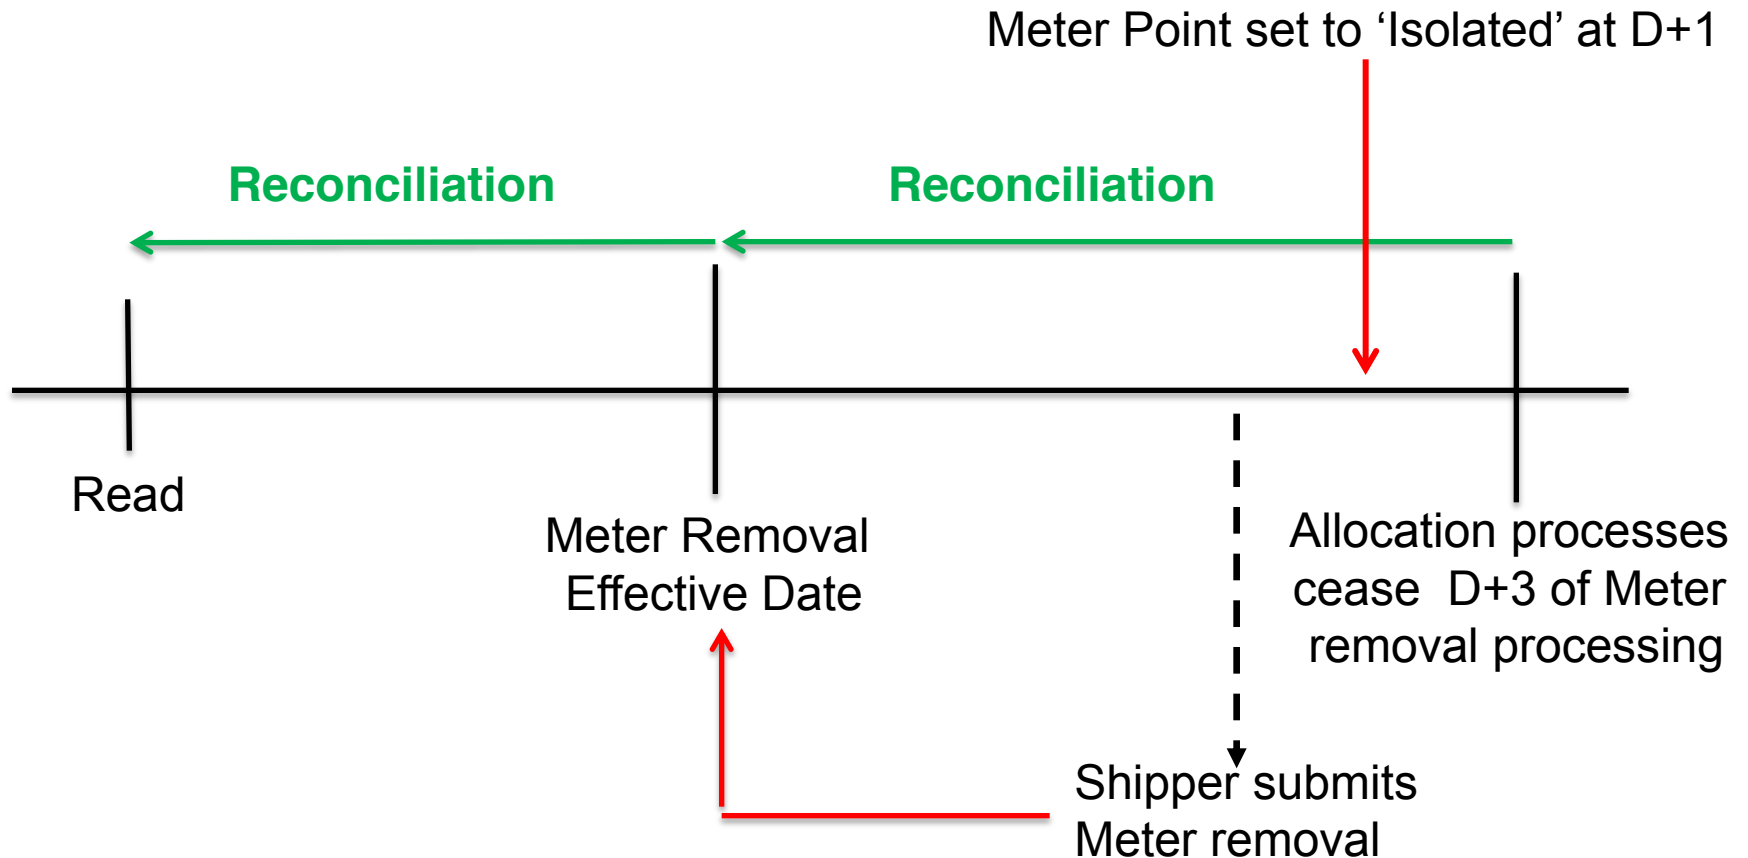 Meter Point set to ‘Isolated’ at D+1
Reconciliation
Reconciliation
Read
Meter Removal
Effective Date
Allocation processes
cease D+3 of Meter
removal processing
Shipper submits
Meter removal